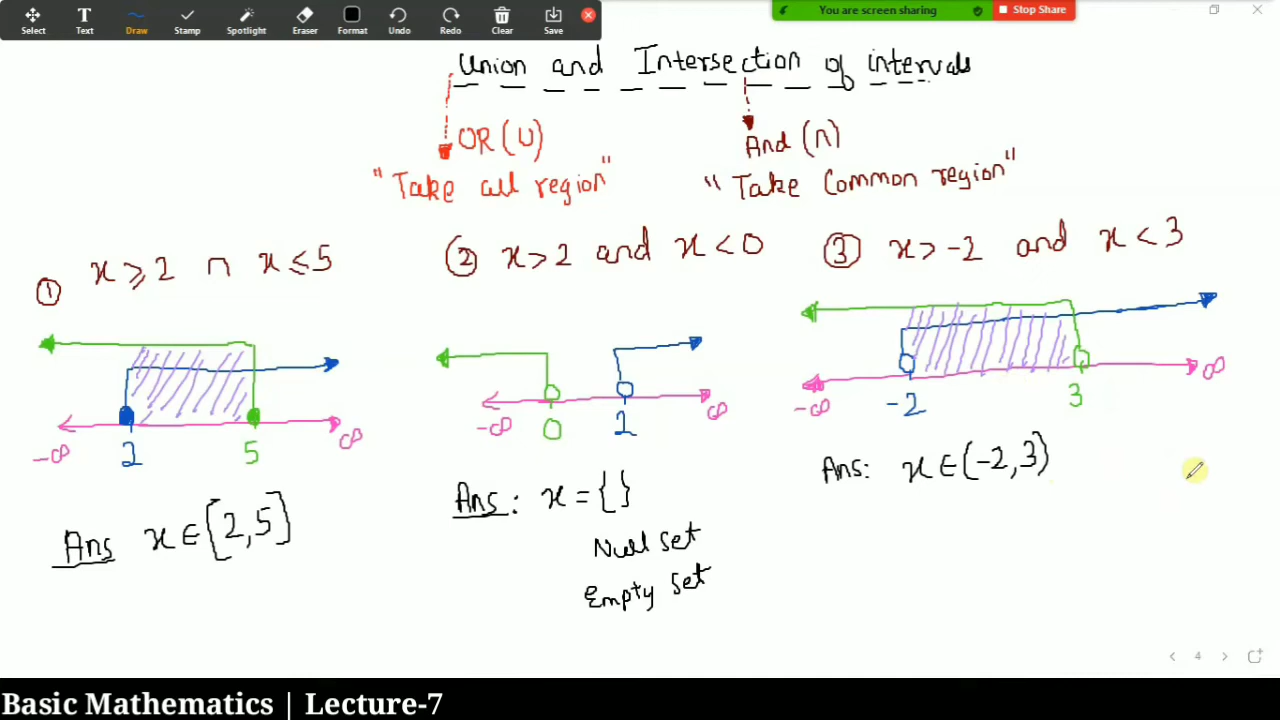 Select Text Draw Stamp Spotlight Eraser Format Undo Redo Clear Save
You are screen sharing Stop Share
Union and Intersection of intervals
OR (U) And (∩)
"Take all region" "Take Common region"
① x ⩾ 2 ∩ x ≤ 5
② x > 2 and x < 0
③ x > -2 and x < 3
-∞ 2 5 ∞
-∞ 0 2 ∞
-∞ -2 3 ∞
Ans x ∈ [2,5]
Ans : x = { }
Null Set
Empty Set
Ans: x ∈ (-2, 3)
4
Basic Mathematics | Lecture-7